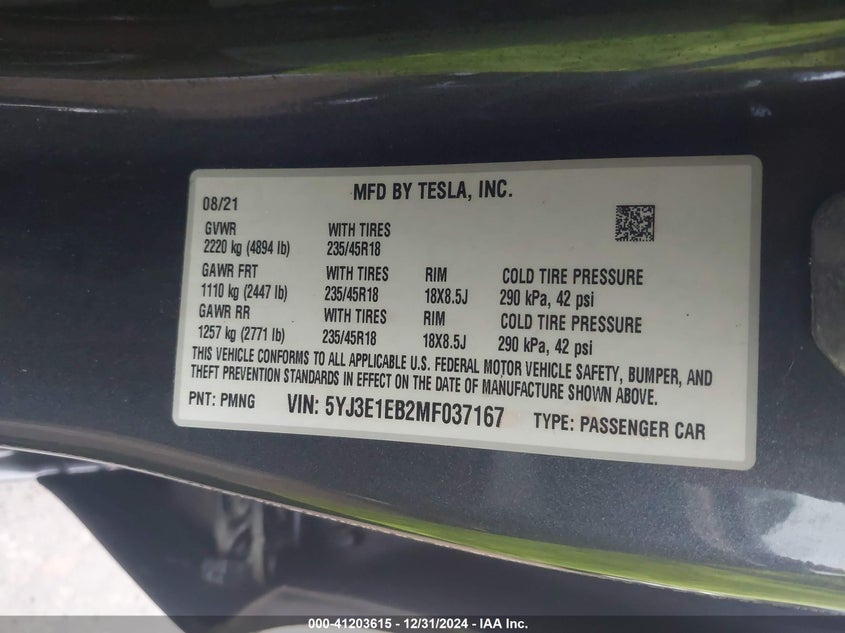 MFD BY TESLA, INC.
08/21
GVWR WITH TIRES
2220 kg (4894 lb) 235/45R18
GAWR FRT WITH TIRES RIM COLD TIRE PRESSURE
1110 kg (2447 lb) 235/45R18 18X8.5J 290 kPa, 42 psi
GAWR RR WITH TIRES RIM COLD TIRE PRESSURE
1257 kg (2771 lb) 235/45R18 18X8.5J 290 kPa, 42 psi
THIS VEHICLE CONFORMS TO ALL APPLICABLE U.S. FEDERAL MOTOR VEHICLE SAFETY, BUMPER, AND
THEFT PREVENTION STANDARDS IN EFFECT ON THE DATE OF MANUFACTURE SHOWN ABOVE.
PNT: PMNG VIN: 5YJ3E1EB2MF037167 TYPE: PASSENGER CAR
000-41203615 - 12/31/2024 - IAA Inc.